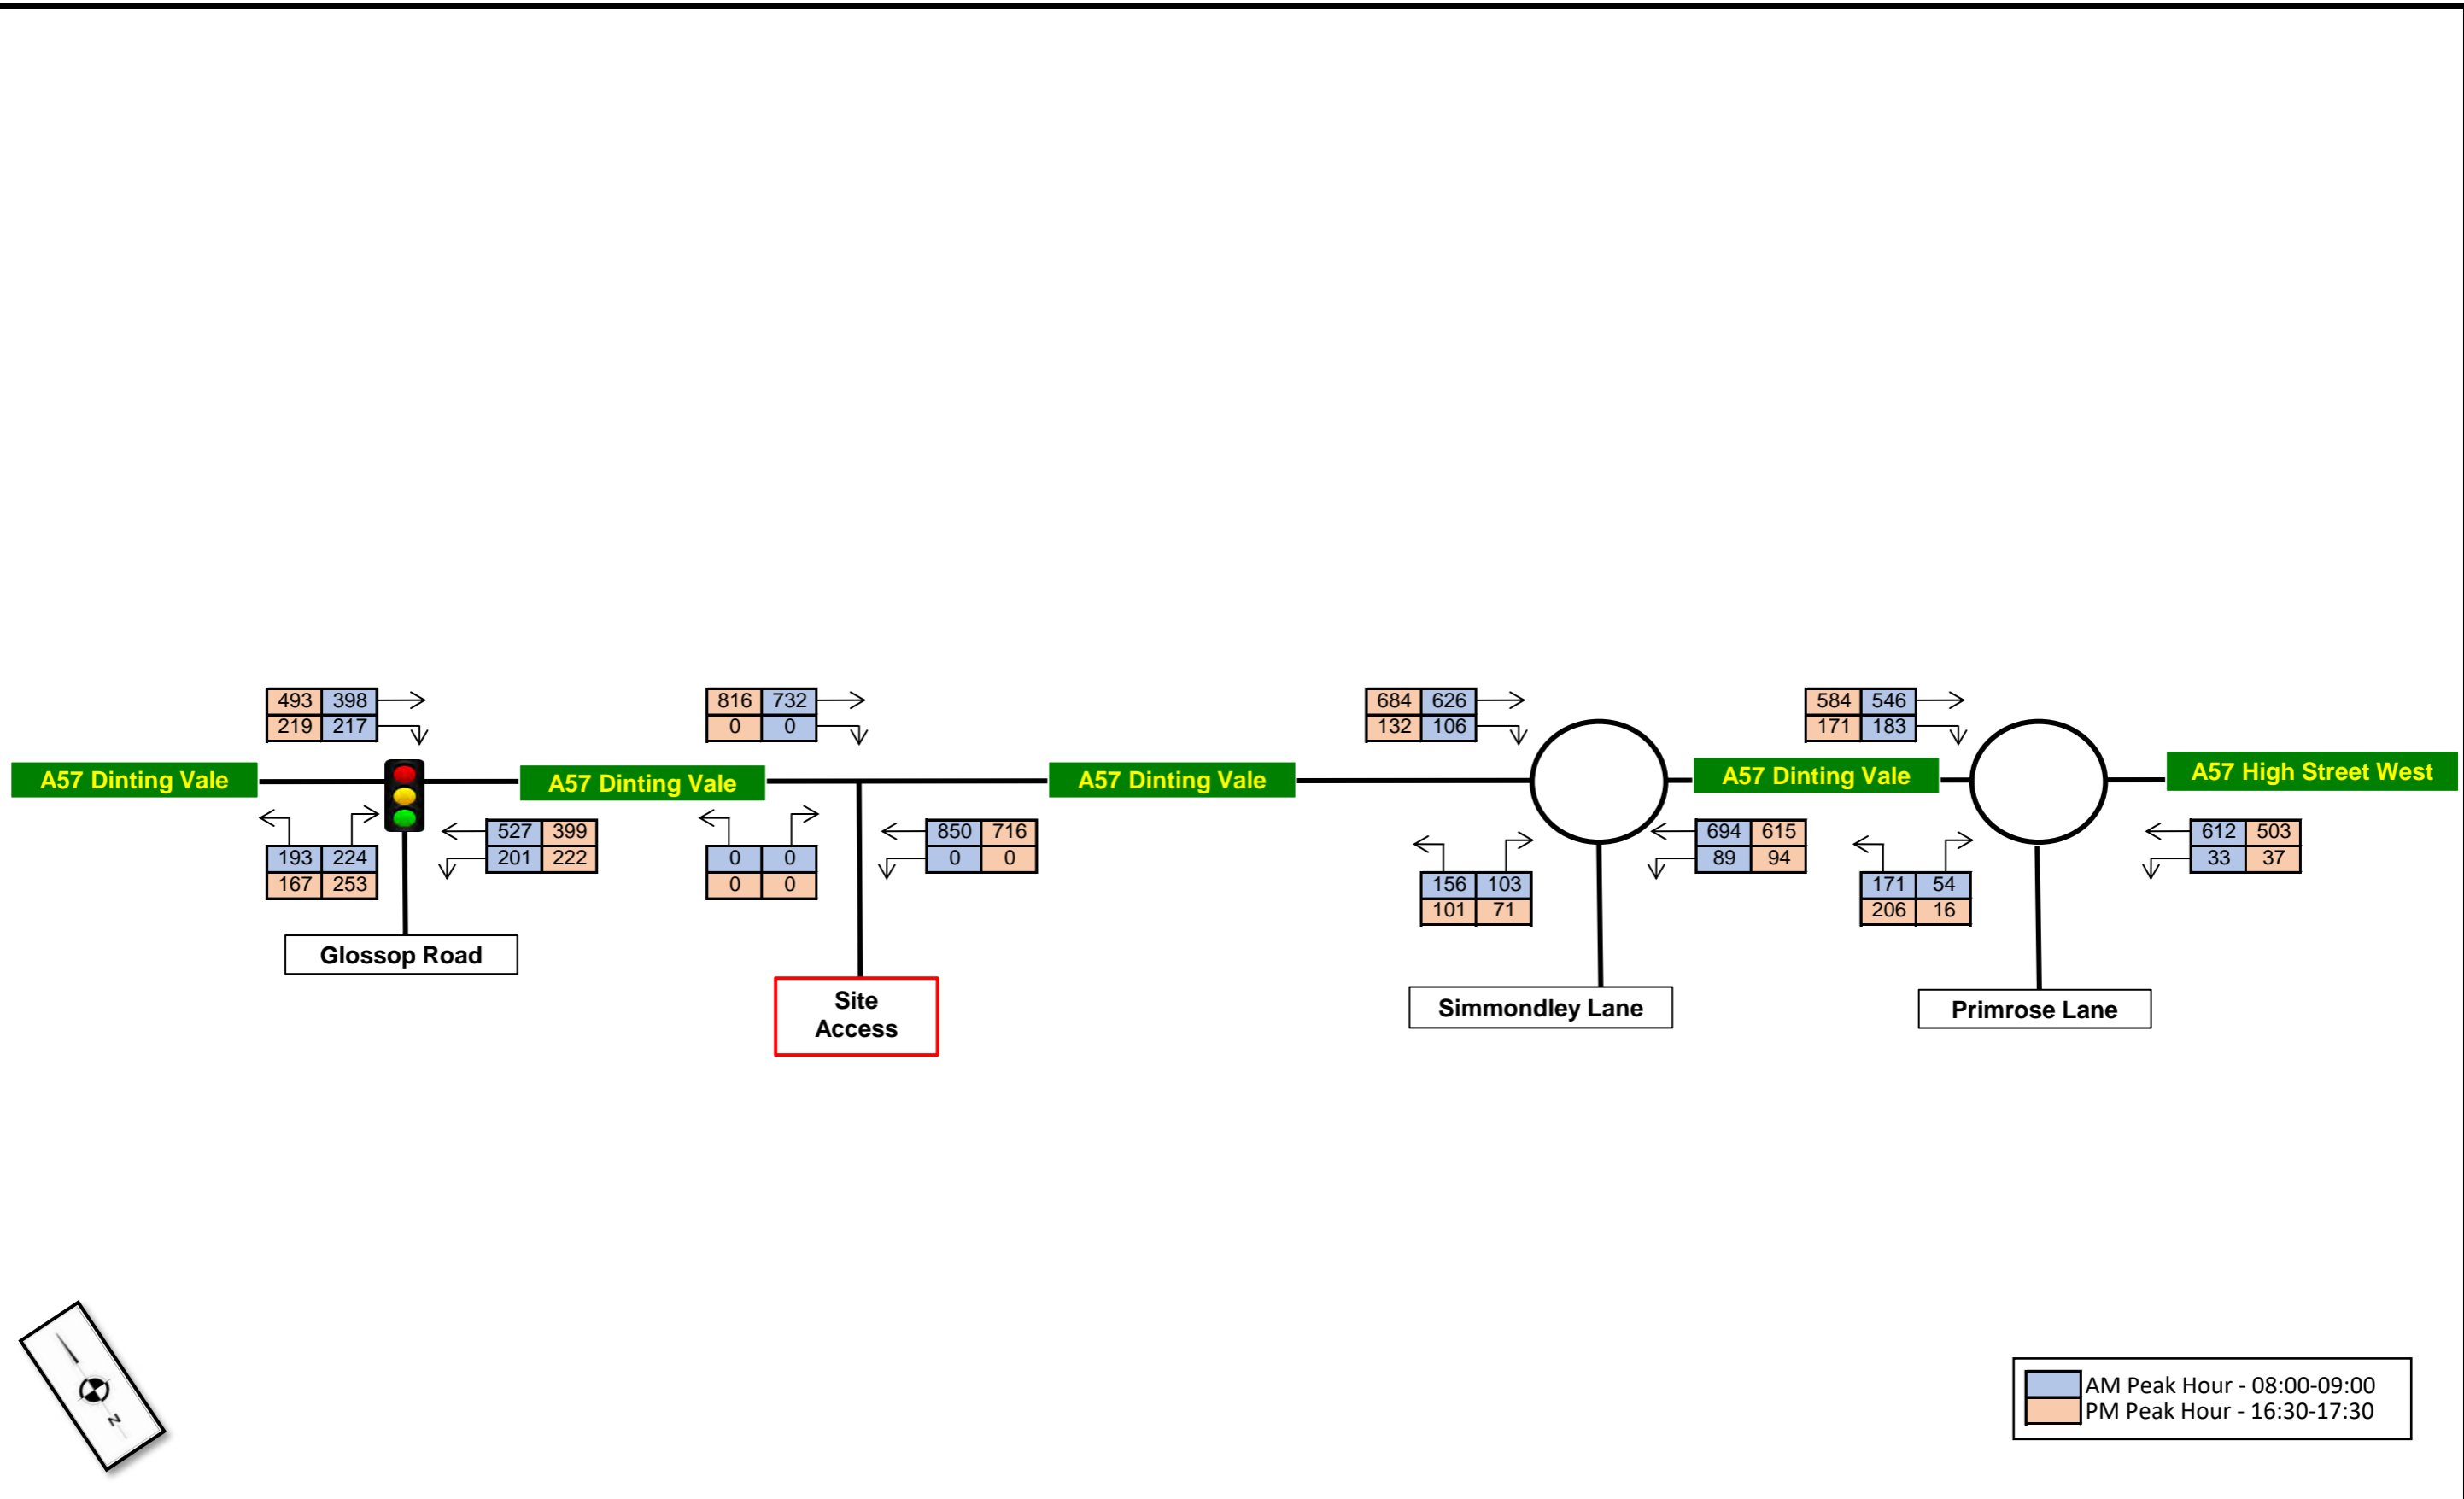 493 398
219 217
816 732
0 0
684 626
132 106
584 546
171 183
A57 Dinting Vale
A57 Dinting Vale
A57 Dinting Vale
A57 Dinting Vale
A57 High Street West
193 224
167 253
527 399
201 222
0 0
0 0
850 716
0 0
156 103
101 71
694 615
89 94
171 54
206 16
612 503
33 37
Glossop Road
Site
Access
Simmondley Lane
Primrose Lane
N
AM Peak Hour - 08:00-09:00
PM Peak Hour - 16:30-17:30